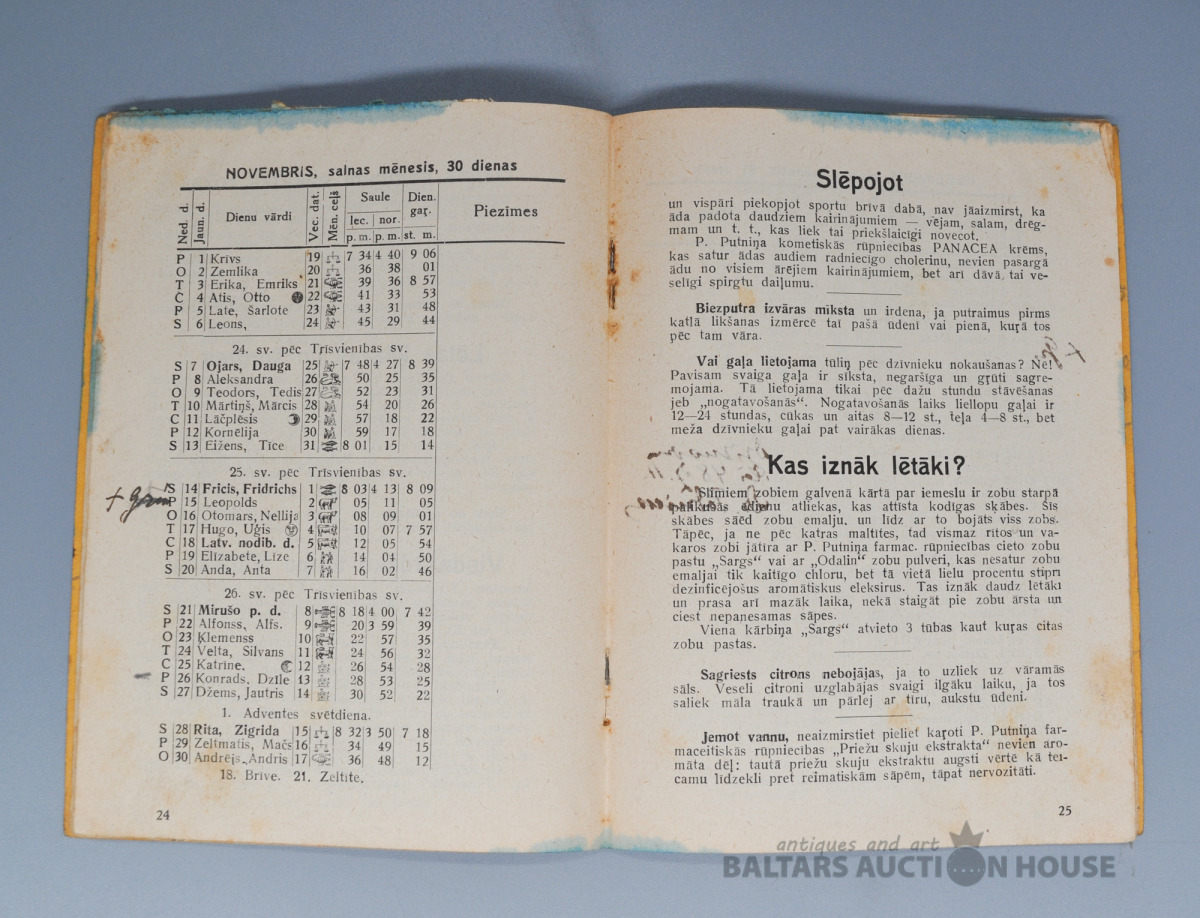 NOVEMBRIS, salnas mēnesis, 30 dienas
Ned. d. Jaun. d. Dienu vārdi Vec. dat. Mēn. ceļš Saule Dien. gaŗ. Piezīmes
lec. nor.
p. m. p. m. st. m.
P 1 Krīvs 19 7 34 4 40 9 06
O 2 Zemlika 20 36 38 01
T 3 Erika, Emriks 21 39 36 8 57
C 4 Atis, Otto 22 41 33 53
P 5 Late, Šarlote 23 43 31 48
S 6 Leons, 24 45 29 44
24. sv. pēc Trīsvienības sv.
S 7 Ojars, Dauga 25 7 48 4 27 8 39
P 8 Aleksandra 26 50 25 35
O 9 Teodors, Tedis 27 52 23 31
T 10 Mārtiņš, Mārcis 28 54 20 26
C 11 Lāčplēsis 29 57 18 22
P 12 Kornēlija 30 59 17 18
S 13 Eižens, Tīce 31 8 01 15 14
25. sv. pēc Trīsvienības sv.
S 14 Fricis, Fridrichs 1 8 03 4 13 8 09
P 15 Leopolds 2 05 11 05
O 16 Otomars, Nellija 3 08 09 01
T 17 Hugo, Uģis 4 10 07 7 57
C 18 Latv. nodib. d. 5 12 05 54
P 19 Elīzabete, Līze 6 14 04 50
S 20 Anda, Anta 7 16 02 46
26. sv. pēc Trīsvienības sv.
S 21 Mirušo p. d. 8 8 18 4 00 7 42
P 22 Alfonss, Alfs. 9 20 3 59 39
O 23 Ķlemenss 10 22 57 35
T 24 Velta, Silvans 11 24 56 32
C 25 Katrīne. 12 26 54 28
P 26 Konrads, Dzīle 13 28 53 25
S 27 Džems, Jautris 14 30 52 22
1. Adventes svētdiena.
S 28 Rita, Zigrida 15 8 32 3 50 7 18
P 29 Zeltmatis, Mačs 16 34 49 15
O 30 Andrejs, Andris 17 36 48 12
18. Brīve. 21. Zeltīte.
24
Slēpojot
un vispāri piekopjot sportu brīvā dabā, nav jāaizmirst, ka
āda padota daudziem kairinājumiem — vējam, salam, drēg-
mam un t. t., kas liek tai priekšlaicīgi novecot.
P. Putniņa kometiskās rūpniecības PANACEA krēms,
kas satur ādas audiem radniecīgo cholerinu, nevien pasargā
ādu no visiem ārējiem kairinājumiem, bet arī dāvā tai ve-
selīgi spirgtu daiļumu.
Biezputra izvāras mīksta un irdena, ja putraimus pirms
katlā likšanas izmērcē tai pašā ūdenī vai pienā, kuŗā tos
pēc tam vāra.
Vai gaļa lietojama tūliņ pēc dzīvnieku nokaušanas? Nē!
Pavisam svaiga gaļa ir sīksta, negaršīga un grūti sagre-
mojama. Tā lietojama tikai pēc dažu stundu stāvēšanas
jeb „nogatavošanās“. Nogatavošanās laiks liellopu gaļai ir
12—24 stundas, cūkas un aitas 8—12 st., teļa 4—8 st., bet
meža dzīvnieku gaļai pat vairākas dienas.
Kas iznāk lētāki?
Slimiem zobiem galvenā kārtā par iemeslu ir zobu starpā
palikušās ēdienu atliekas, kas attīsta kodīgas skābes. Šīs
skābes saēd zobu emalju, un līdz ar to bojāts viss zobs.
Tāpēc, ja ne pēc katras maltītes, tad vismaz rītos un va-
karos zobi jātīra ar P. Putniņa farmac. rūpniecības cieto zobu
pastu „Sargs“ vai ar „Odalin“ zobu pulveri, kas nesatur zobu
emaljai tik kaitīgo chloru, bet tā vietā lielu procentu stipri
dezinficējošus aromātiskus eleksirus. Tas iznāk daudz lētāki
un prasa arī mazāk laika, nekā staigāt pie zobu ārsta un
ciest nepanesamas sāpes.
Viena kārbiņa „Sargs“ atvieto 3 tūbas kaut kuŗas citas
zobu pastas.
Sagriests citrons nebojājas, ja to uzliek uz vāramās
sāls. Veseli citroni uzglabājas svaigi ilgāku laiku, ja tos
saliek māla traukā un pārlej ar tīru, aukstu ūdeni.
Jemot vannu, neaizmirstiet pieliet kaŗoti P. Putniņa far-
maceitiskās rūpniecības „Priežu skuju ekstrakta“ nevien aro-
māta dēļ: tautā priežu skuju ekstraktu augsti vērtē kā tei-
camu līdzekli pret reimatiskām sāpēm, tāpat nervozitāti.
25
antiques and art
BALTARS AUCTION HOUSE